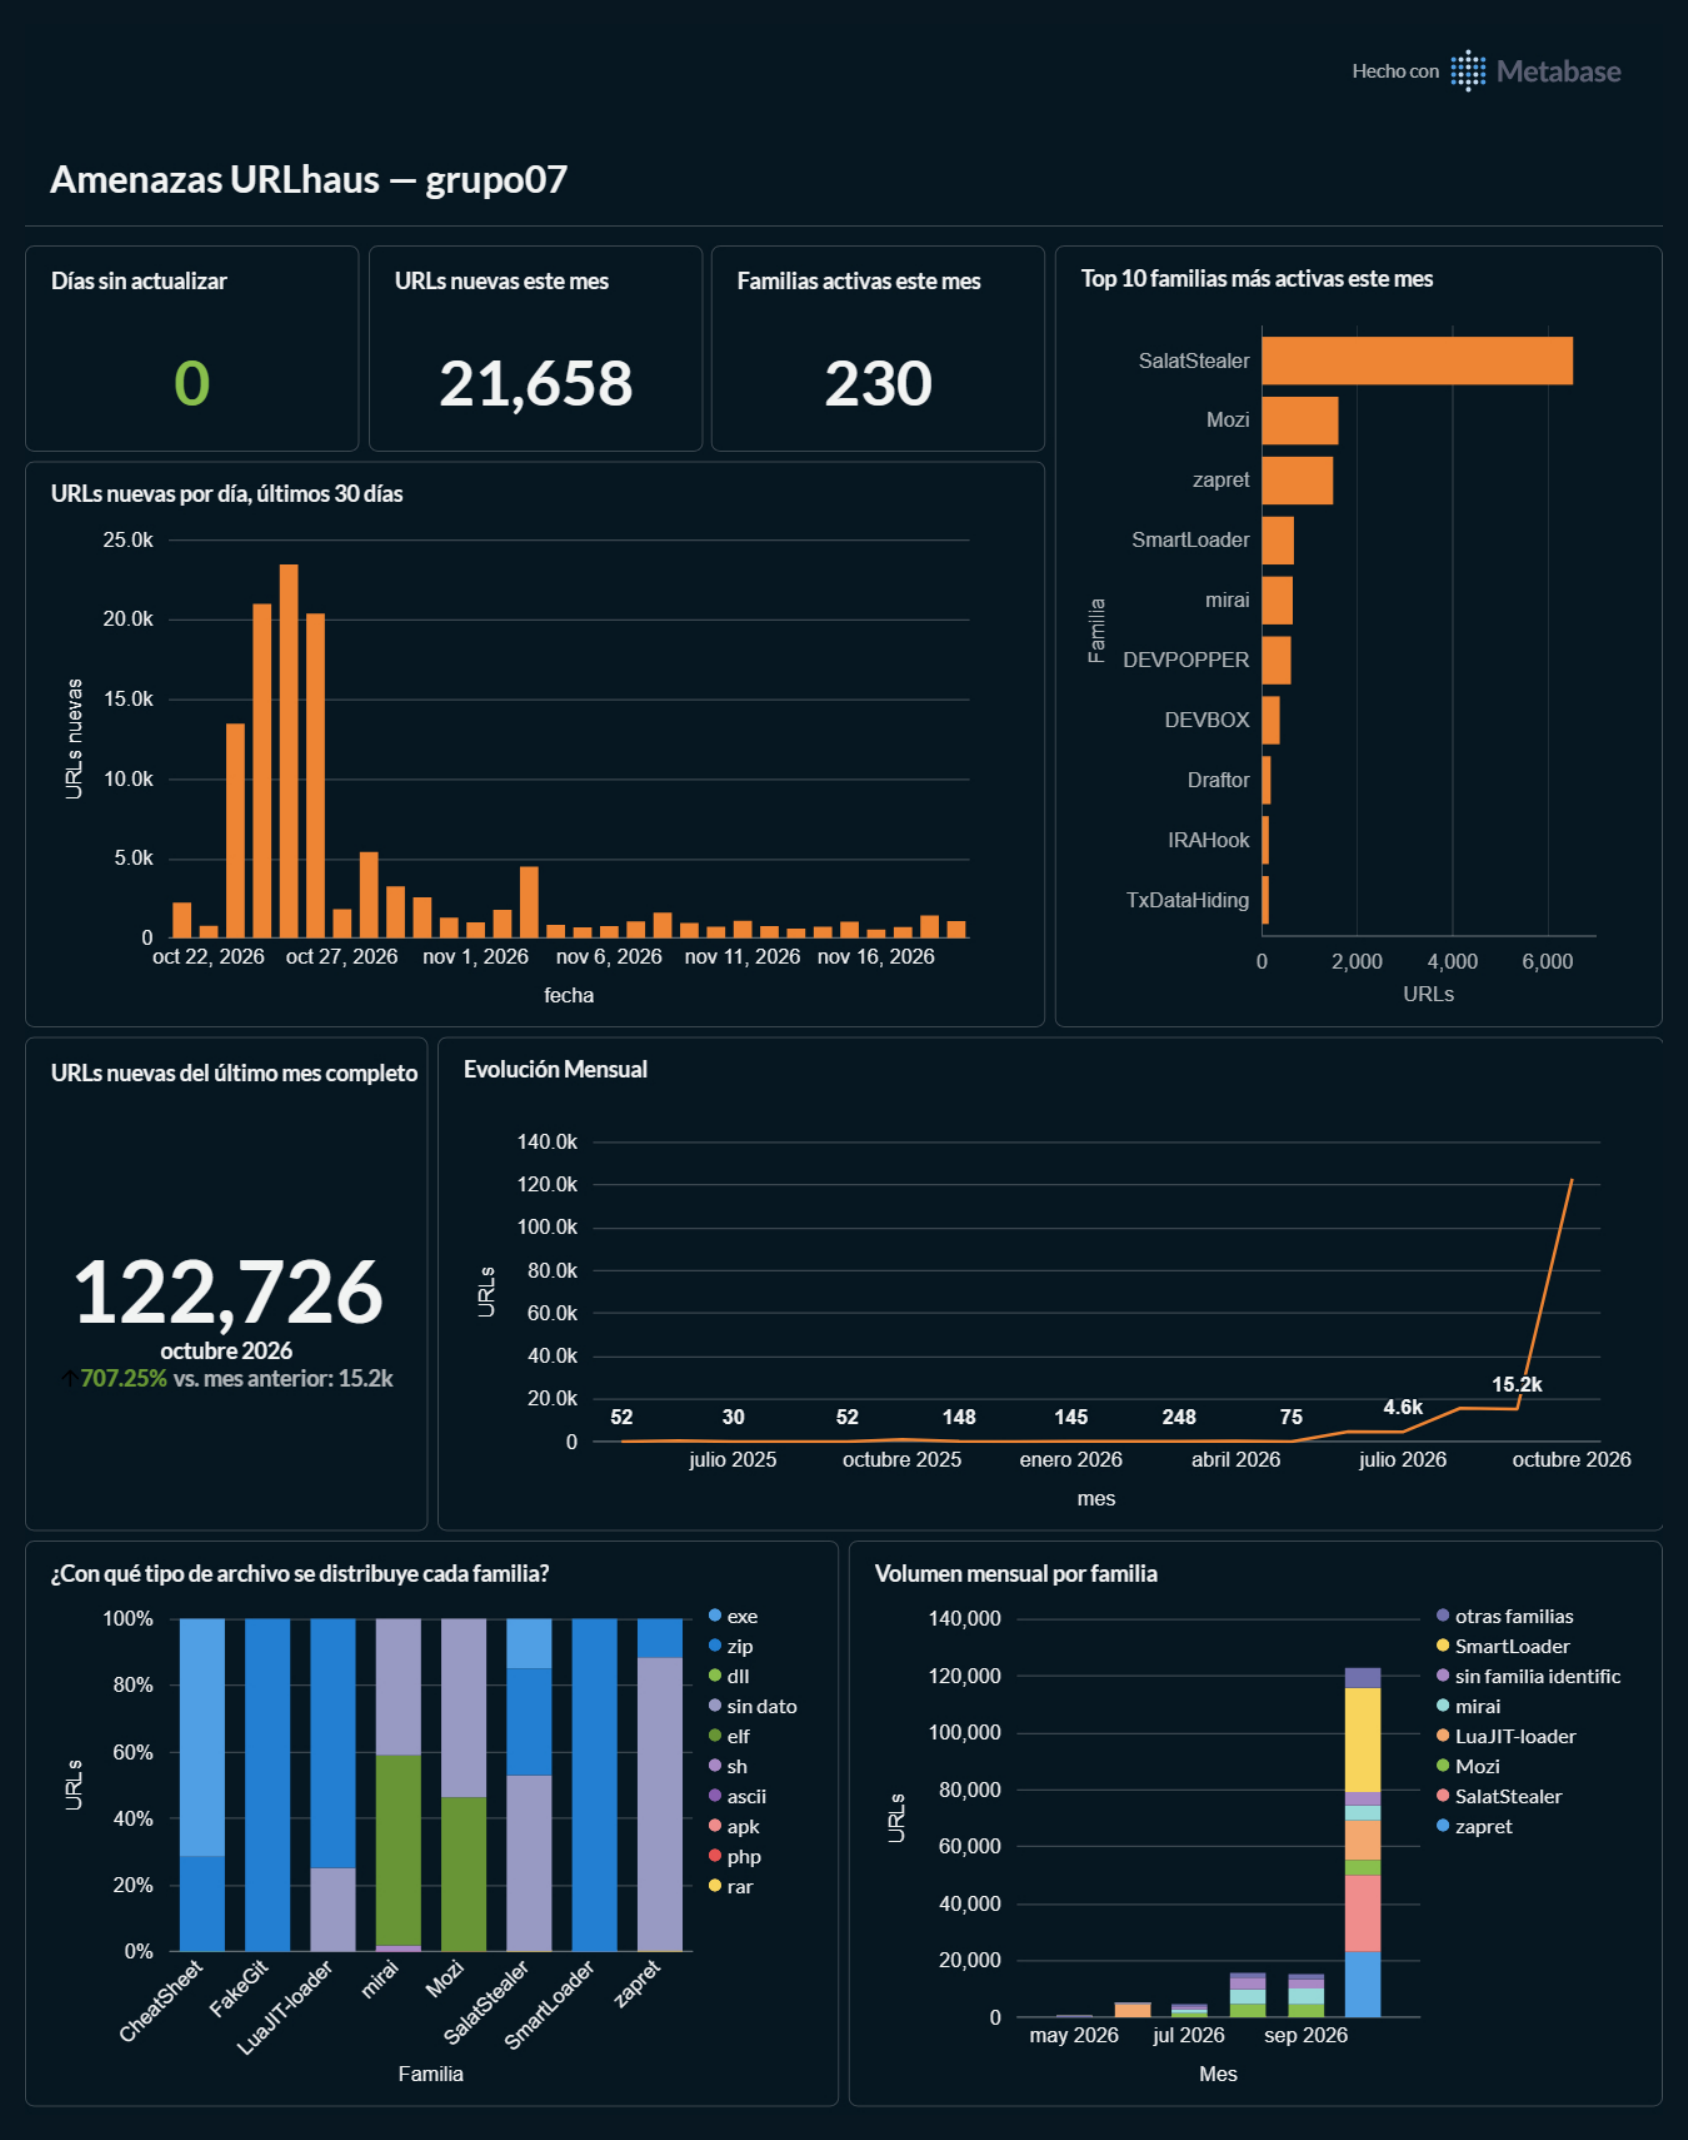 Hecho con Metabase
Amenazas URLhaus — grupo07
Días sin actualizar
0
URLs nuevas este mes
21,658
Familias activas este mes
230
Top 10 familias más activas este mes
Familia
SalatStealer
Mozi
zapret
SmartLoader
mirai
DEVPOPPER
DEVBOX
Draftor
IRAHook
TxDataHiding
0 2,000 4,000 6,000
URLs
URLs nuevas por día, últimos 30 días
URLs nuevas
25.0k
20.0k
15.0k
10.0k
5.0k
0
oct 22, 2026 oct 27, 2026 nov 1, 2026 nov 6, 2026 nov 11, 2026 nov 16, 2026
fecha
URLs nuevas del último mes completo
122,726
octubre 2026
↑707.25% vs. mes anterior: 15.2k
Evolución Mensual
URLs
140.0k
120.0k
100.0k
80.0k
60.0k
40.0k
20.0k
0
52 30 52 148 145 248 75 4.6k 15.2k
julio 2025 octubre 2025 enero 2026 abril 2026 julio 2026 octubre 2026
mes
¿Con qué tipo de archivo se distribuye cada familia?
URLs
100%
80%
60%
40%
20%
0%
CheatSheet FakeGit LuaJIT-loader mirai Mozi SalatStealer SmartLoader zapret
Familia
exe
zip
dll
sin dato
elf
sh
ascii
apk
php
rar
Volumen mensual por familia
URLs
140,000
120,000
100,000
80,000
60,000
40,000
20,000
0
may 2026 jul 2026 sep 2026
Mes
otras familias
SmartLoader
sin familia identific
mirai
LuaJIT-loader
Mozi
SalatStealer
zapret